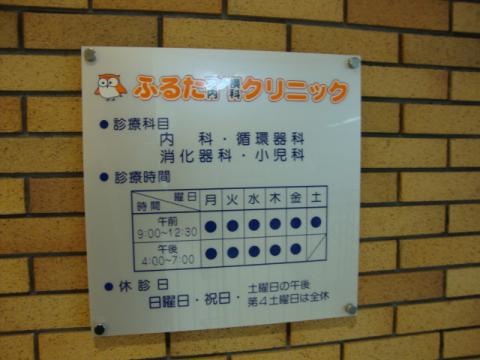 ふるた内科クリニック
● 診療科目
内 科・循環器科
消化器科・小児科
● 診療時間
曜日 時間 月 火 水 木 金 土
午前 9:00~12:30 ● ● ● ● ● ●
午後 4:00~7:00 ● ● ● ● ●
● 休診日 土曜日の午後
日曜日・祝日・第4土曜日は全休